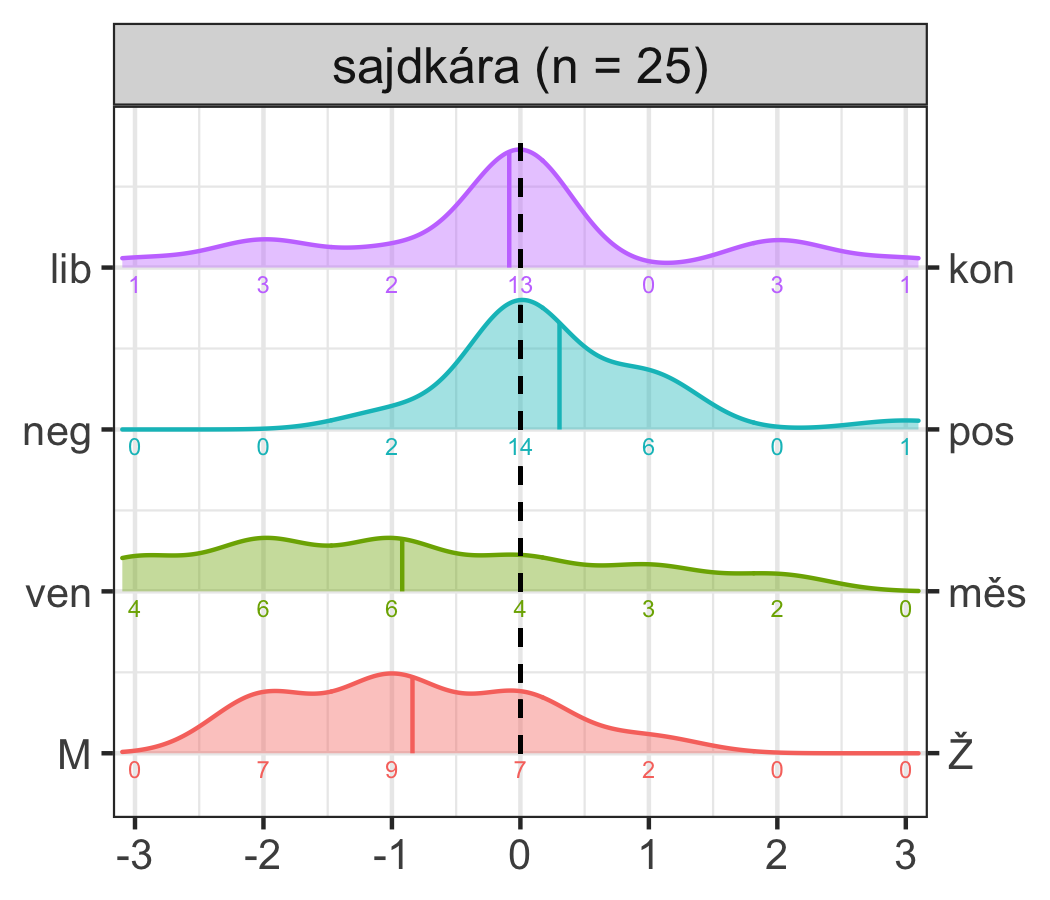 sajdkára (n = 25)
lib kon
1 3 2 13 0 3 1
neg pos
0 0 2 14 6 0 1
ven měs
4 6 6 4 3 2 0
M Ž
0 7 9 7 2 0 0
-3 -2 -1 0 1 2 3